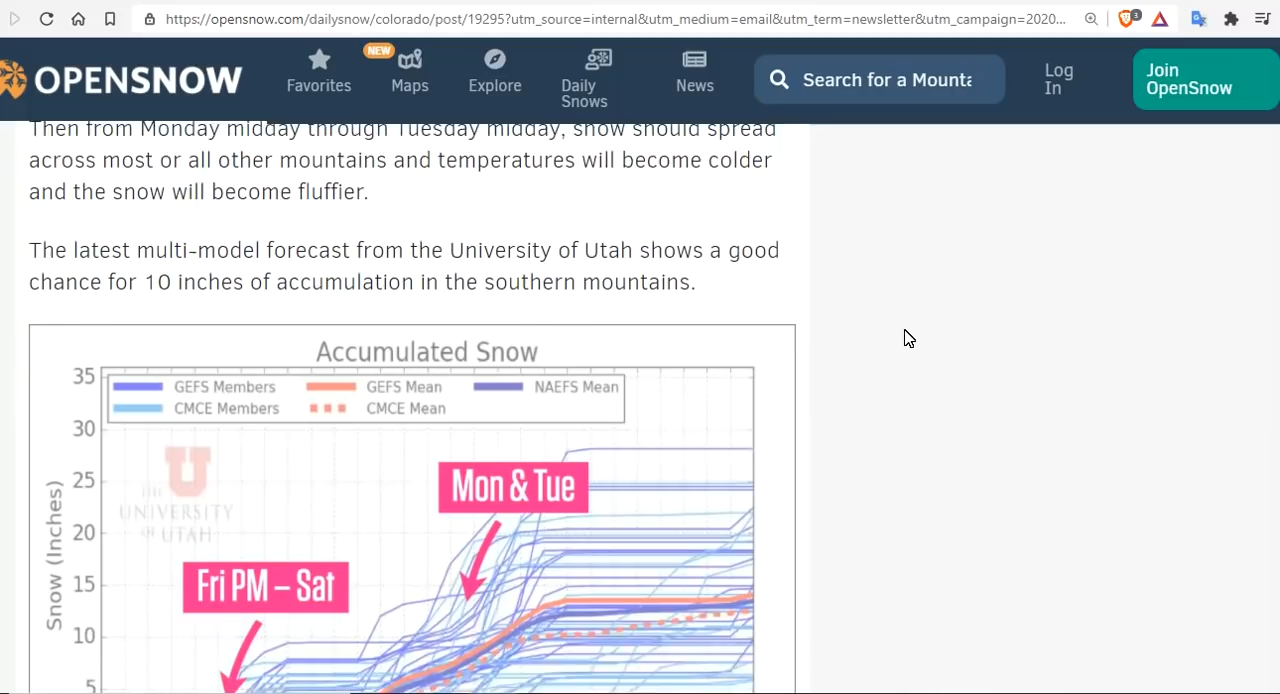 https://opensnow.com/dailysnow/colorado/post/19295?utm_source=internal&utm_medium=email&utm_term=newsletter&utm_campaign=2020...
3
OPENSNOW
Favorites
NEW
Maps
Explore
Daily
Snows
News
Search for a Mounta
Log
In
Join
OpenSnow
Then from Monday midday through Tuesday midday, snow should spread
across most or all other mountains and temperatures will become colder
and the snow will become fluffier.
The latest multi-model forecast from the University of Utah shows a good
chance for 10 inches of accumulation in the southern mountains.
Accumulated Snow
GEFS Members
GEFS Mean
NAEFS Mean
CMCE Members
CMCE Mean
35
30
25
20
15
10
5
Snow (Inches)
U
THE
UNIVERSITY
OF UTAH
Mon & Tue
Fri PM – Sat